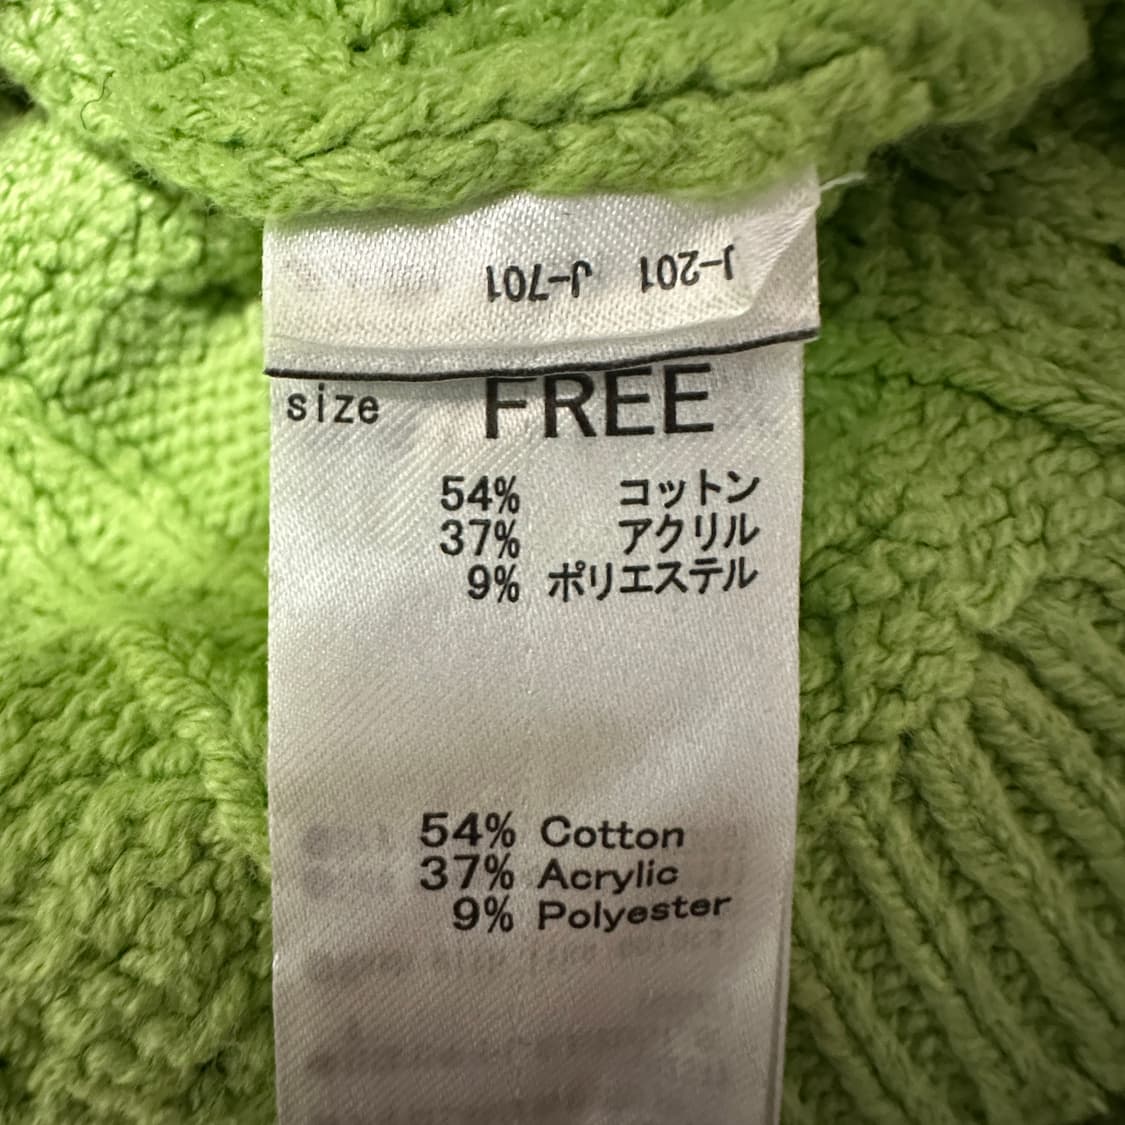 J-201 J-701
size FREE
54% コットン
37% アクリル
9% ポリエステル
54% Cotton
37% Acrylic
9% Polyester